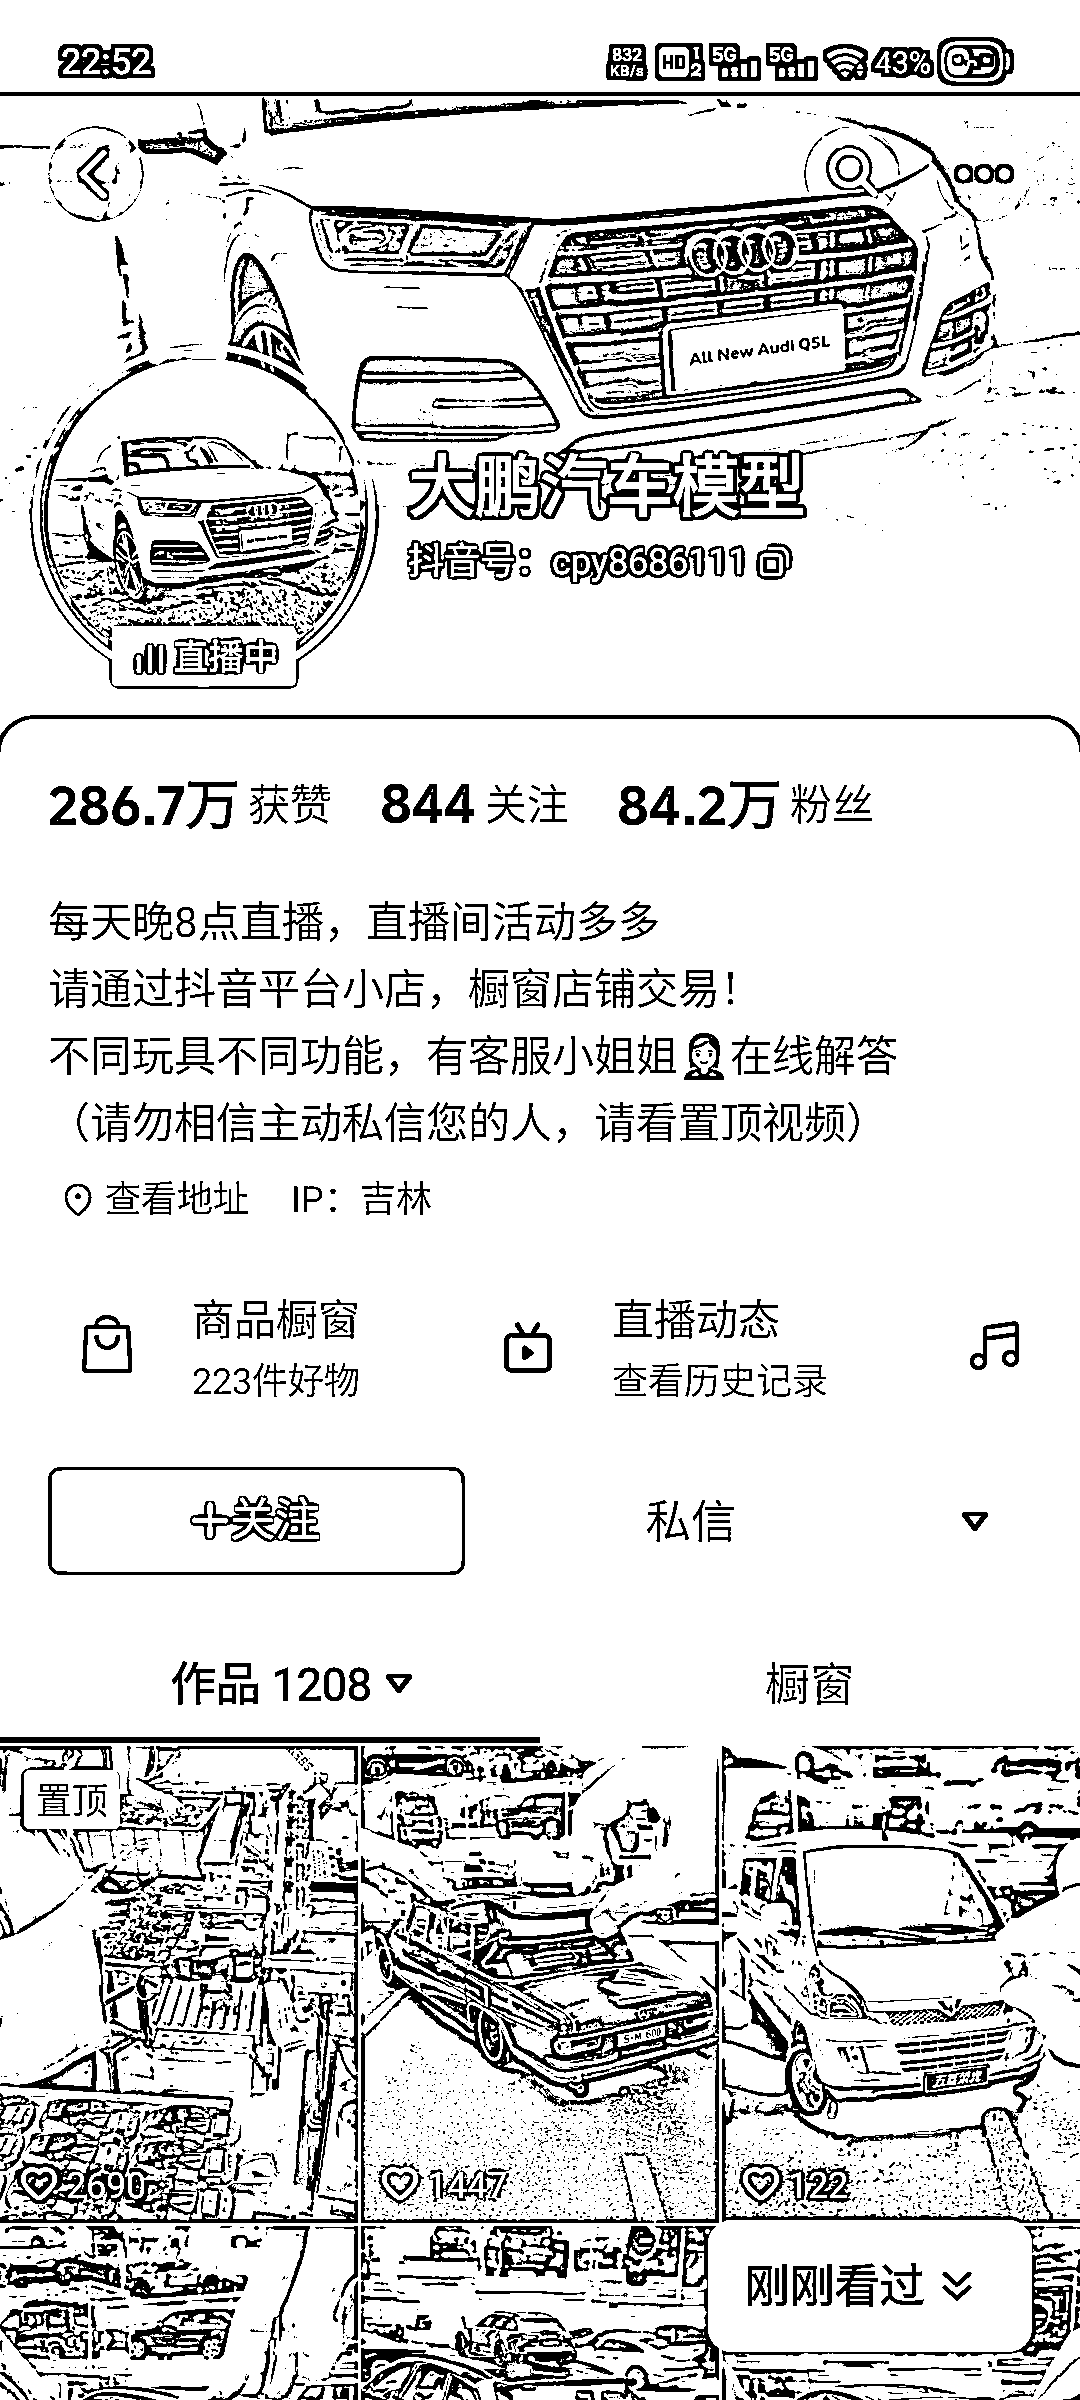 22:52
832 KB/s HD 1 2 5G 5G 43%
All New Audi Q5L
大鹏汽车模型
抖音号：cpy8686111
直播中
286.7万 获赞 844 关注 84.2万 粉丝
每天晚8点直播，直播间活动多多
请通过抖音平台小店，橱窗店铺交易！
不同玩具不同功能，有客服小姐姐👩在线解答
（请勿相信主动私信您的人，请看置顶视频）
查看地址 IP：吉林
商品橱窗 直播动态
223件好物 查看历史记录
+关注 私信
作品 1208 橱窗
置顶
S·M 600
2690 1447 122
刚刚看过